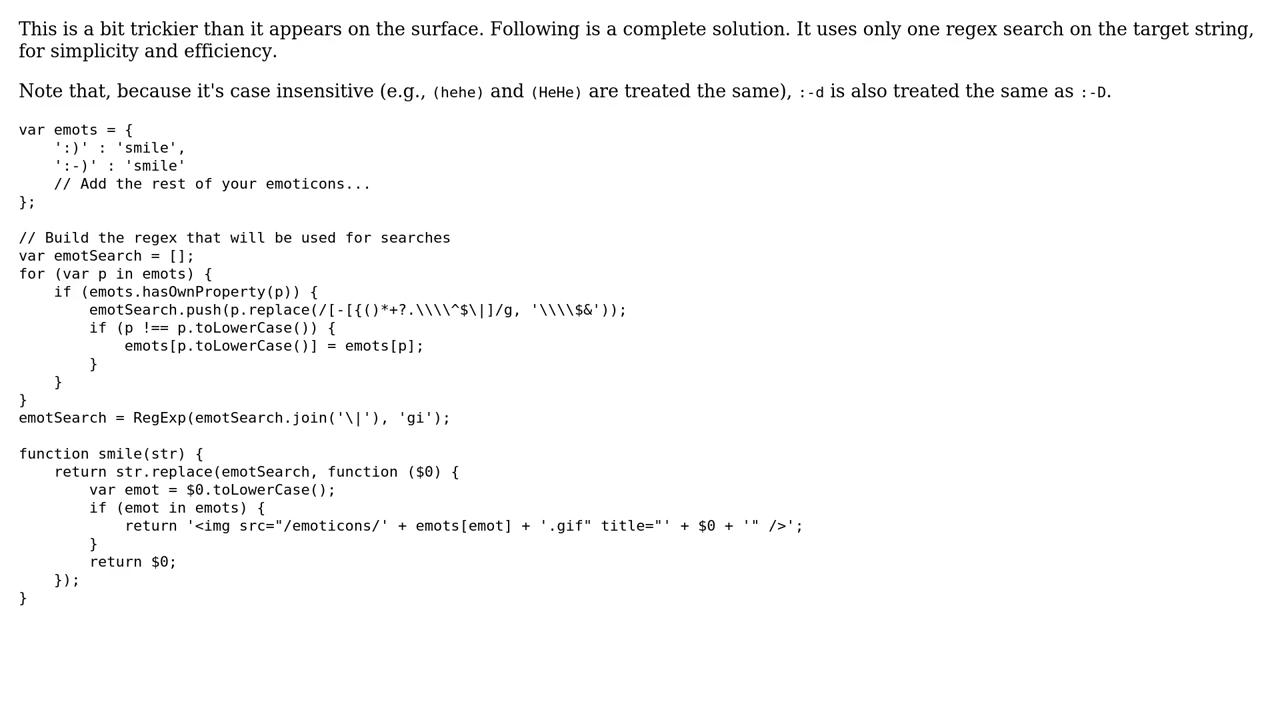 This is a bit trickier than it appears on the surface. Following is a complete solution. It uses only one regex search on the target string,
for simplicity and efficiency.
Note that, because it's case insensitive (e.g., (hehe) and (HeHe) are treated the same), :-d is also treated the same as :-D.
var emots = {
    ':)' : 'smile',
    ':-)' : 'smile'
    // Add the rest of your emoticons...
};
// Build the regex that will be used for searches
var emotSearch = [];
for (var p in emots) {
    if (emots.hasOwnProperty(p)) {
        emotSearch.push(p.replace(/[-[{()*+?.\\\\^$\|]/g, '\\\\$&'));
        if (p !== p.toLowerCase()) {
            emots[p.toLowerCase()] = emots[p];
        }
    }
}
emotSearch = RegExp(emotSearch.join('\|'), 'gi');
function smile(str) {
    return str.replace(emotSearch, function ($0) {
        var emot = $0.toLowerCase();
        if (emot in emots) {
            return '<img src="/emoticons/' + emots[emot] + '.gif" title="' + $0 + '" />';
        }
        return $0;
    });
}